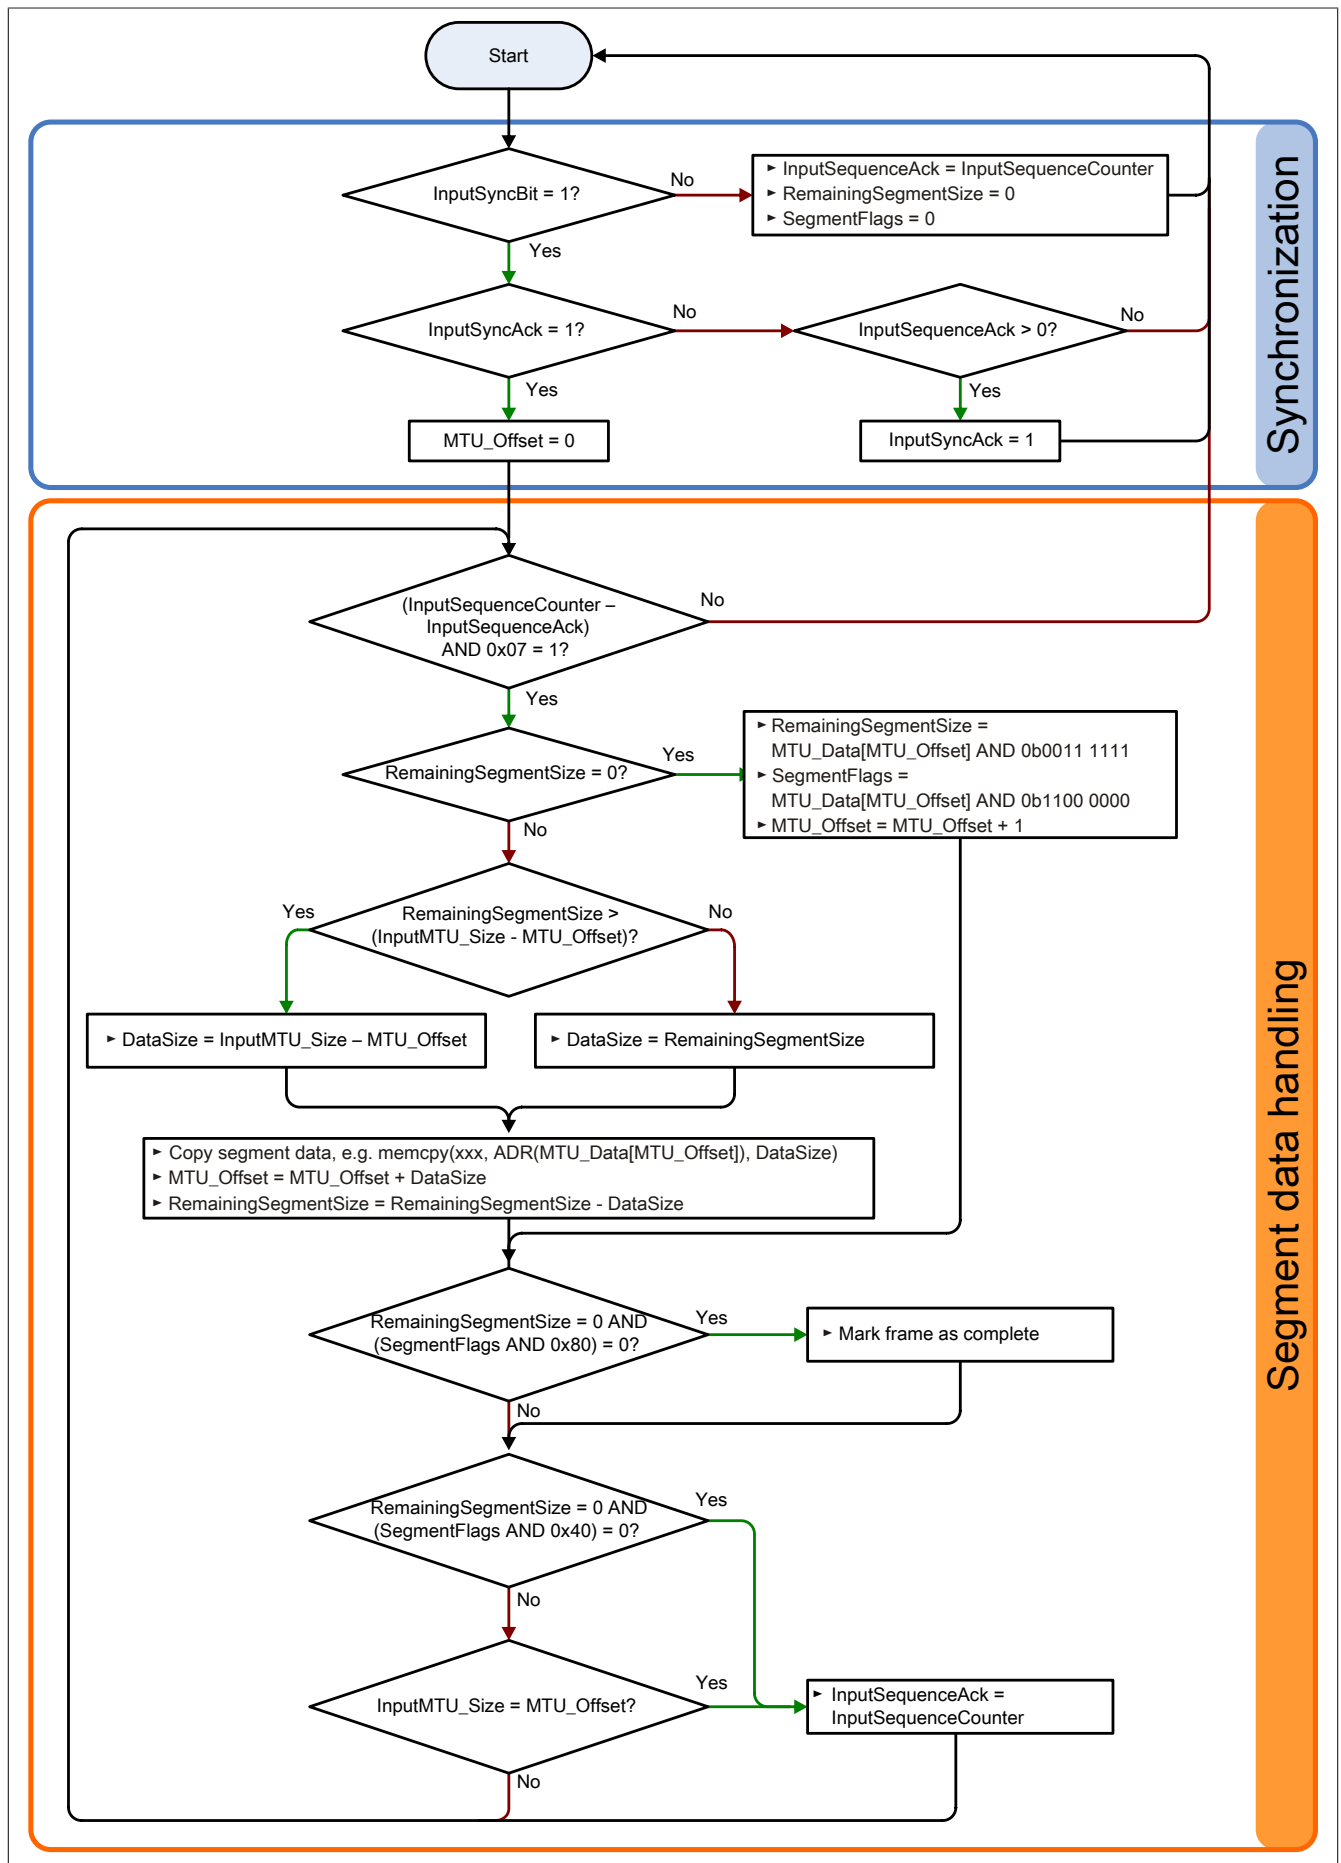 Start
InputSyncBit = 1?
No
► InputSequenceAck = InputSequenceCounter
► RemainingSegmentSize = 0
► SegmentFlags = 0
Yes
InputSyncAck = 1?
No
InputSequenceAck > 0?
No
Yes
Yes
MTU_Offset = 0
InputSyncAck = 1
Synchronization
(InputSequenceCounter –
InputSequenceAck)
AND 0x07 = 1?
No
Yes
RemainingSegmentSize = 0?
Yes
► RemainingSegmentSize =
MTU_Data[MTU_Offset] AND 0b0011 1111
► SegmentFlags =
MTU_Data[MTU_Offset] AND 0b1100 0000
► MTU_Offset = MTU_Offset + 1
No
Yes
RemainingSegmentSize >
(InputMTU_Size - MTU_Offset)?
No
► DataSize = InputMTU_Size – MTU_Offset
► DataSize = RemainingSegmentSize
► Copy segment data, e.g. memcpy(xxx, ADR(MTU_Data[MTU_Offset]), DataSize)
► MTU_Offset = MTU_Offset + DataSize
► RemainingSegmentSize = RemainingSegmentSize - DataSize
RemainingSegmentSize = 0 AND
(SegmentFlags AND 0x80) = 0?
Yes
► Mark frame as complete
No
RemainingSegmentSize = 0 AND
(SegmentFlags AND 0x40) = 0?
Yes
No
InputMTU_Size = MTU_Offset?
Yes
► InputSequenceAck =
InputSequenceCounter
No
Segment data handling